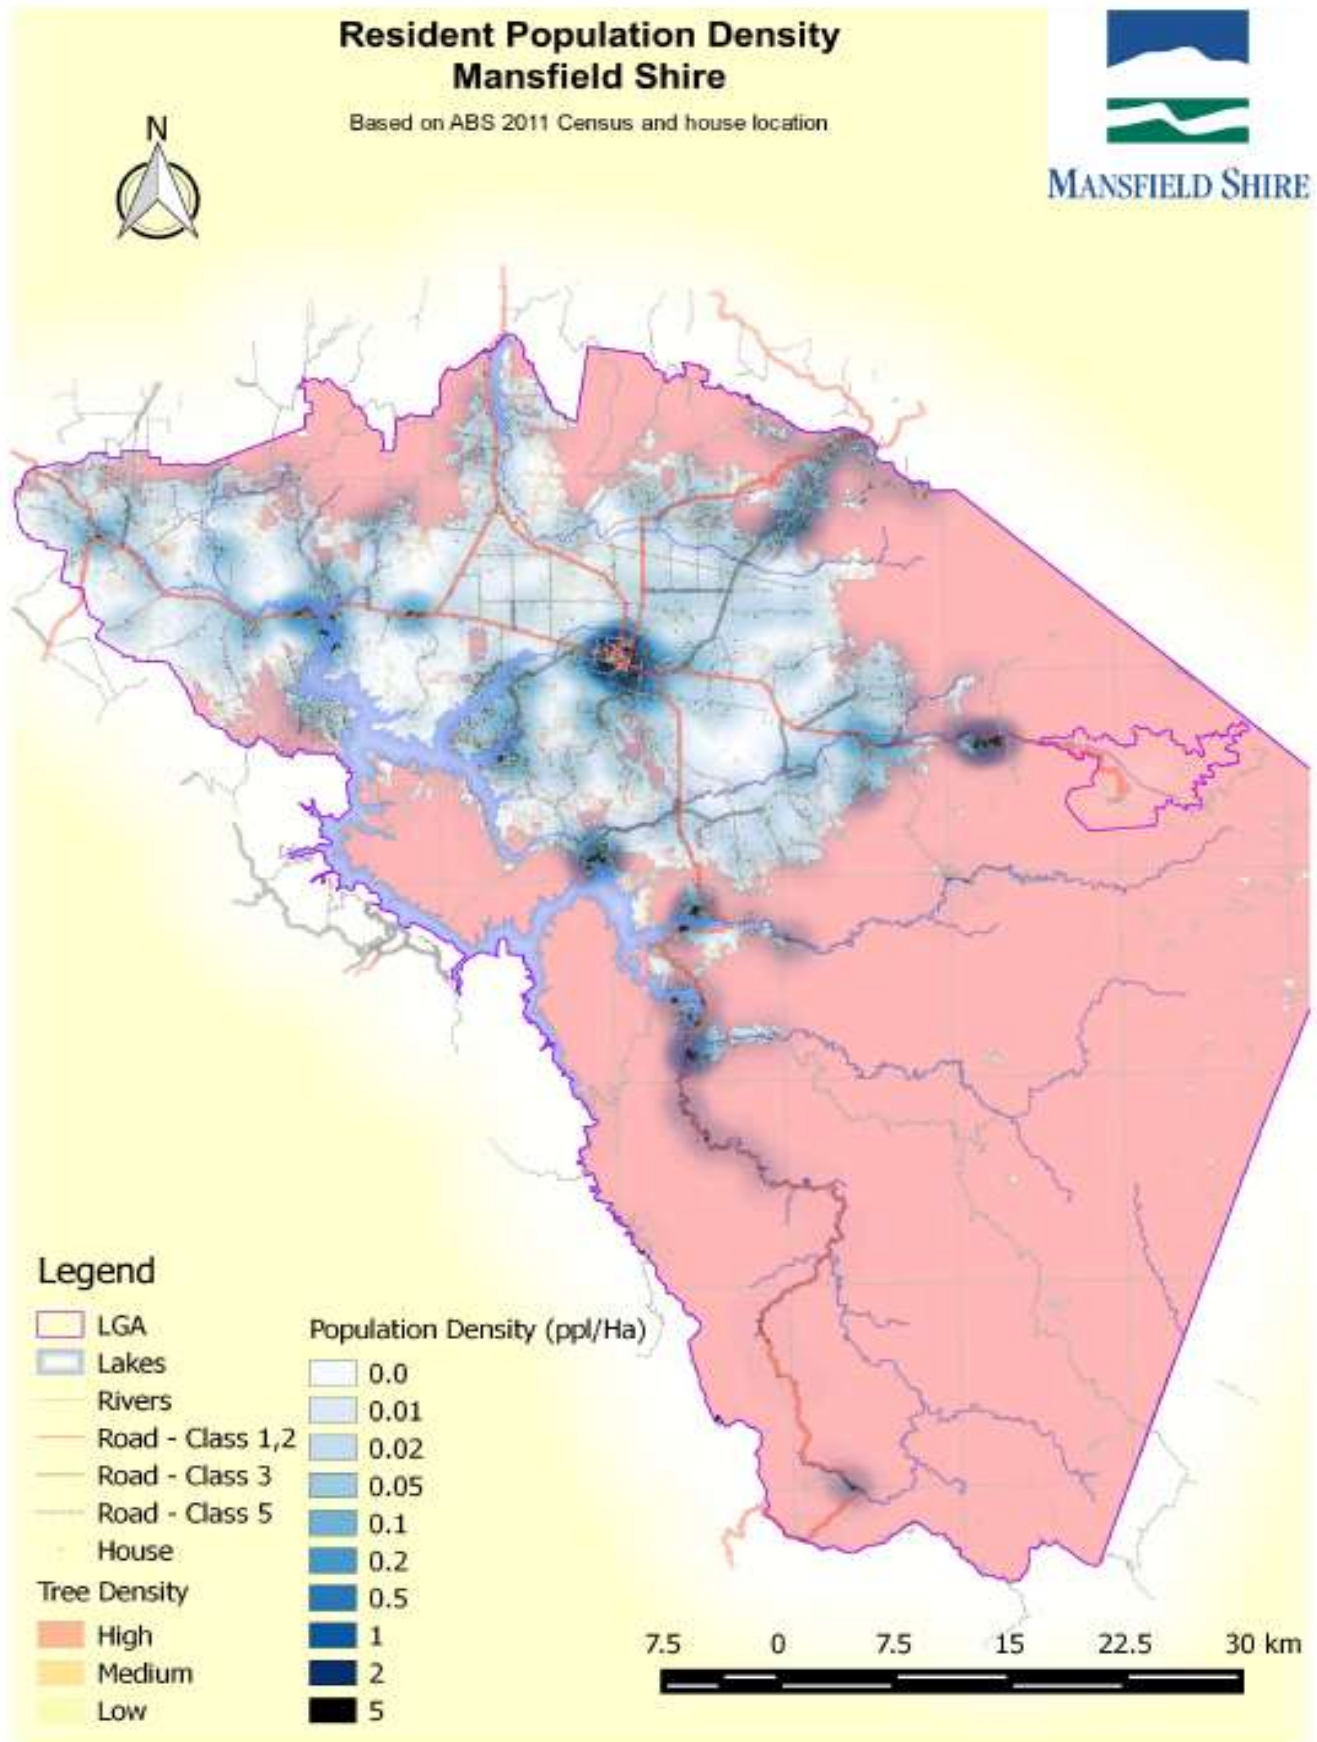 Resident Population Density
Mansfield Shire
Based on ABS 2011 Census and house location
N
MANSFIELD SHIRE
Legend
LGA
Lakes
Rivers
Road - Class 1,2
Road - Class 3
Road - Class 5
House
Tree Density
High
Medium
Low
Population Density (ppl/Ha)
0.0
0.01
0.02
0.05
0.1
0.2
0.5
1
2
5
7.5 0 7.5 15 22.5 30 km